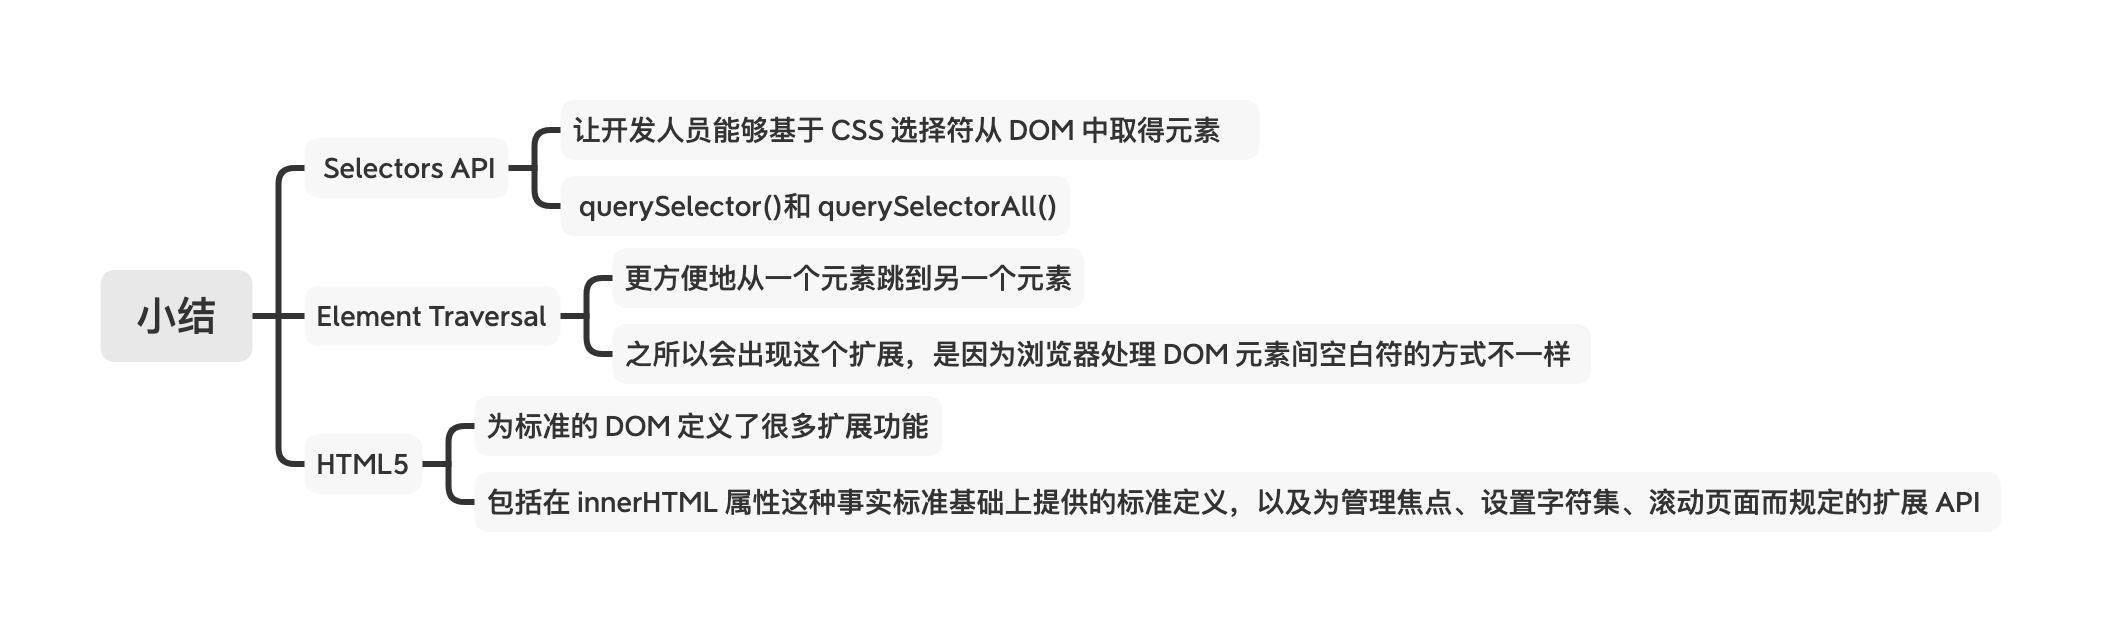 小结
Selectors API
让开发人员能够基于 CSS 选择符从 DOM 中取得元素
querySelector()和 querySelectorAll()
Element Traversal
更方便地从一个元素跳到另一个元素
之所以会出现这个扩展，是因为浏览器处理 DOM 元素间空白符的方式不一样
HTML5
为标准的 DOM 定义了很多扩展功能
包括在 innerHTML 属性这种事实标准基础上提供的标准定义，以及为管理焦点、设置字符集、滚动页面而规定的扩展 API